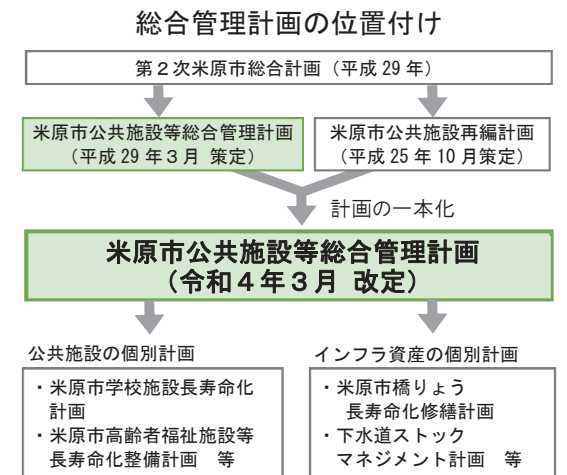 総合管理計画の位置付け
第２次米原市総合計画（平成29年）
米原市公共施設等総合管理計画
（平成29年３月 策定）
米原市公共施設再編計画
（平成25年10月策定）
計画の一本化
米原市公共施設等総合管理計画
（令和４年３月 改定）
公共施設の個別計画
・米原市学校施設長寿命化
計画
・米原市高齢者福祉施設等
長寿命化整備計画　等
インフラ資産の個別計画
・米原市橋りょう
長寿命化修繕計画
・下水道ストック
マネジメント計画　等